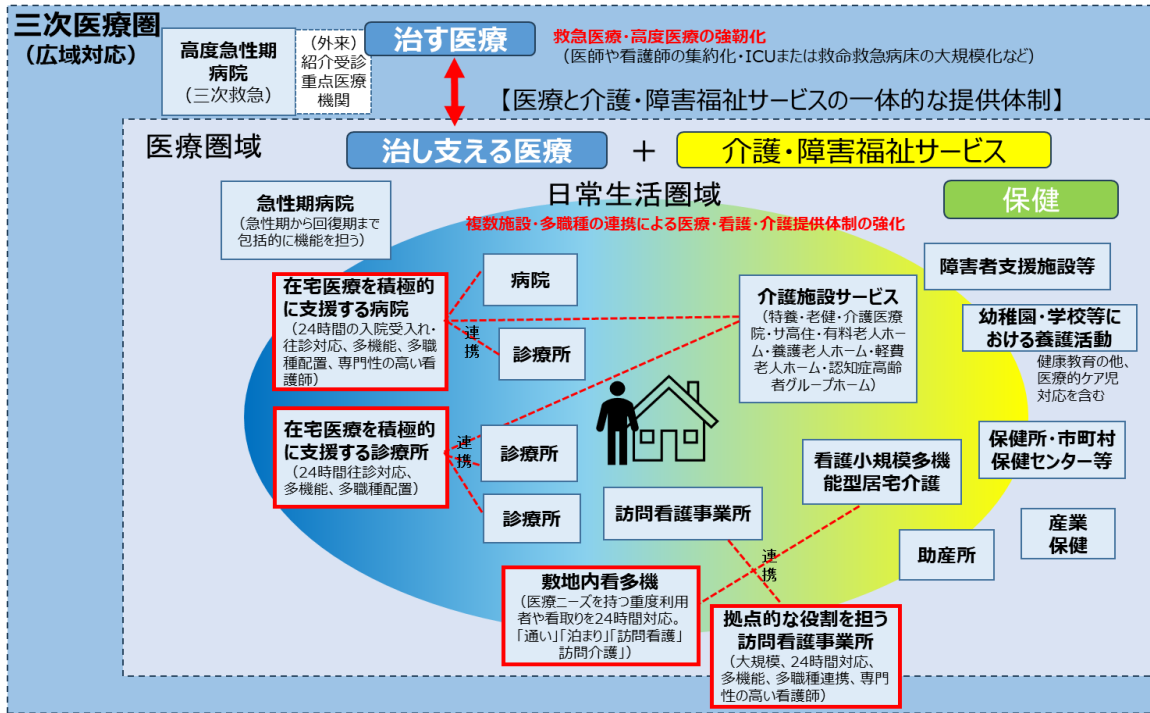 三次医療圏
(広域対応)
高度急性期
病院
（三次救急）
（外来）
紹介受診
重点医療
機関
治す医療
救急医療・高度医療の強靭化
（医師や看護師の集約化・ICUまたは救命救急病床の大規模化など）
【医療と介護・障害福祉サービスの一体的な提供体制】
医療圏域
治し支える医療
＋
介護・障害福祉サービス
日常生活圏域
複数施設・多職種の連携による医療・看護・介護提供体制の強化
保健
急性期病院
（急性期から回復期まで
包括的に機能を担う）
在宅医療を積極的
に支援する病院
（24時間の入院受入れ・
往診対応、多機能、多職
種配置、専門性の高い看
護師）
連携
病院
診療所
在宅医療を積極的
に支援する診療所
（24時間往診対応、
多機能、多職種配置）
連携
診療所
診療所
介護施設サービス
（特養・老健・介護医療
院・サ高住・有料老人ホー
ム・養護老人ホーム・軽費
老人ホーム・認知症高齢
者グループホーム）
障害者支援施設等
幼稚園・学校等に
おける養護活動
健康教育の他、
医療的ケア児
対応を含む
保健所・市町村
保健センター等
産業
保健
助産所
看護小規模多機
能型居宅介護
訪問看護事業所
連携
敷地内看多機
（医療ニーズを持つ重度利用
者や看取りを24時間対応。
「通い」「泊まり」「訪問看護」
訪問介護」）
拠点的な役割を担う
訪問看護事業所
（大規模、24時間対応、
多機能、多職種連携、専門
性の高い看護師）